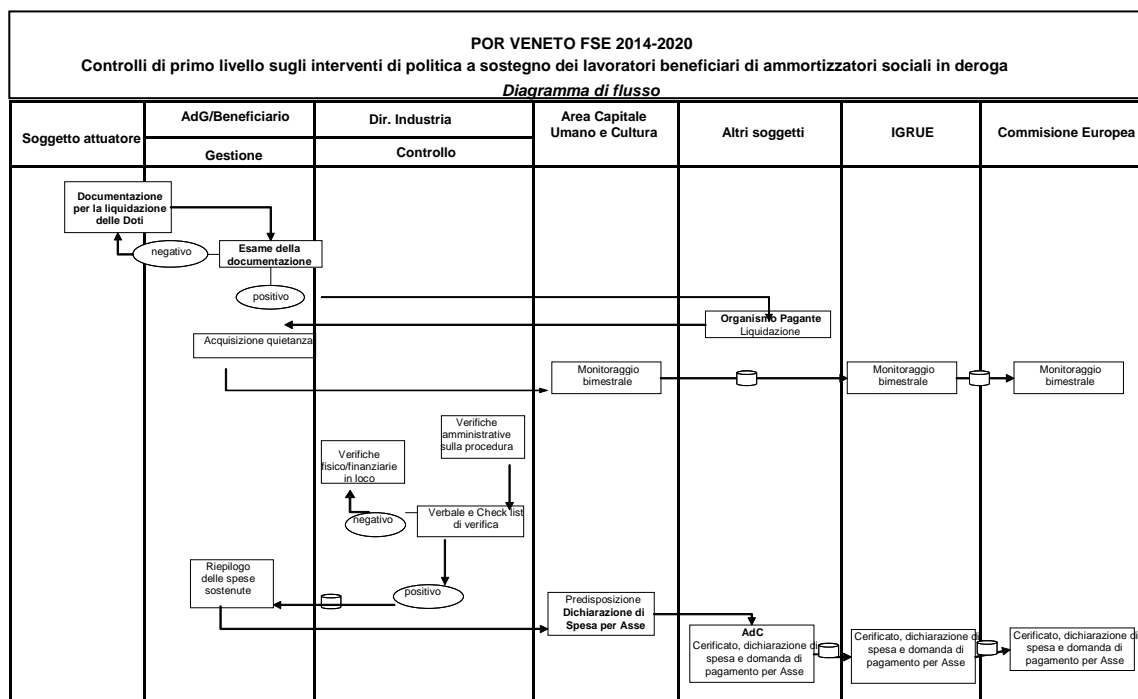 POR VENETO FSE 2014-2020
Controlli di primo livello sugli interventi di politica a sostegno dei lavoratori beneficiari di ammortizzatori sociali in deroga
Diagramma di flusso
Soggetto attuatore
AdG/Beneficiario
Gestione
Dir. Industria
Controllo
Area Capitale
Umano e Cultura
Altri soggetti
IGRUE
Commisione Europea
Documentazione
per la liquidazione
delle Doti
negativo
Esame della
documentazione
positivo
Organismo Pagante
Liquidazione
Acquisizione quietanza
Monitoraggio
bimestrale
Monitoraggio
bimestrale
Monitoraggio
bimestrale
Verifiche
amministrative
sulla procedura
Verifiche
fisico/finanziarie
in loco
negativo
Verbale e Check list
di verifica
positivo
Riepilogo
delle spese
sostenute
Predisposizione
Dichiarazione di
Spesa per Asse
AdC
Cerificato, dichiarazione di
spesa e domanda di
pagamento per Asse
Cerificato, dichiarazione di
spesa e domanda di
pagamento per Asse
Cerificato, dichiarazione di
spesa e domanda di
pagamento per Asse